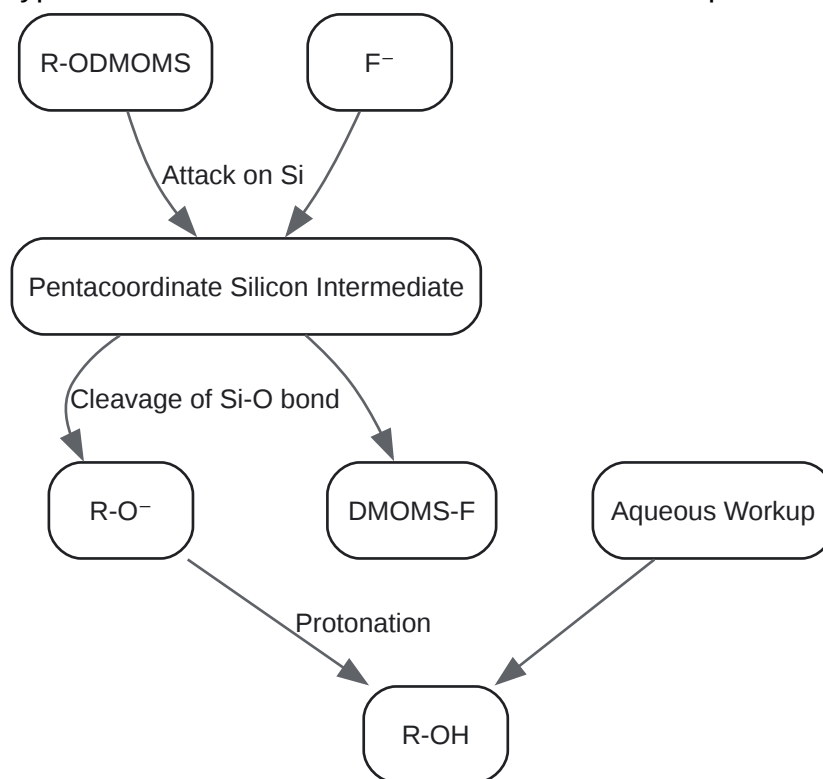 R-ODMOMS
F⁻
Attack on Si
Pentacoordinate Silicon Intermediate
Cleavage of Si-O bond
R-O⁻
DMOMS-F
Aqueous Workup
Protonation
R-OH